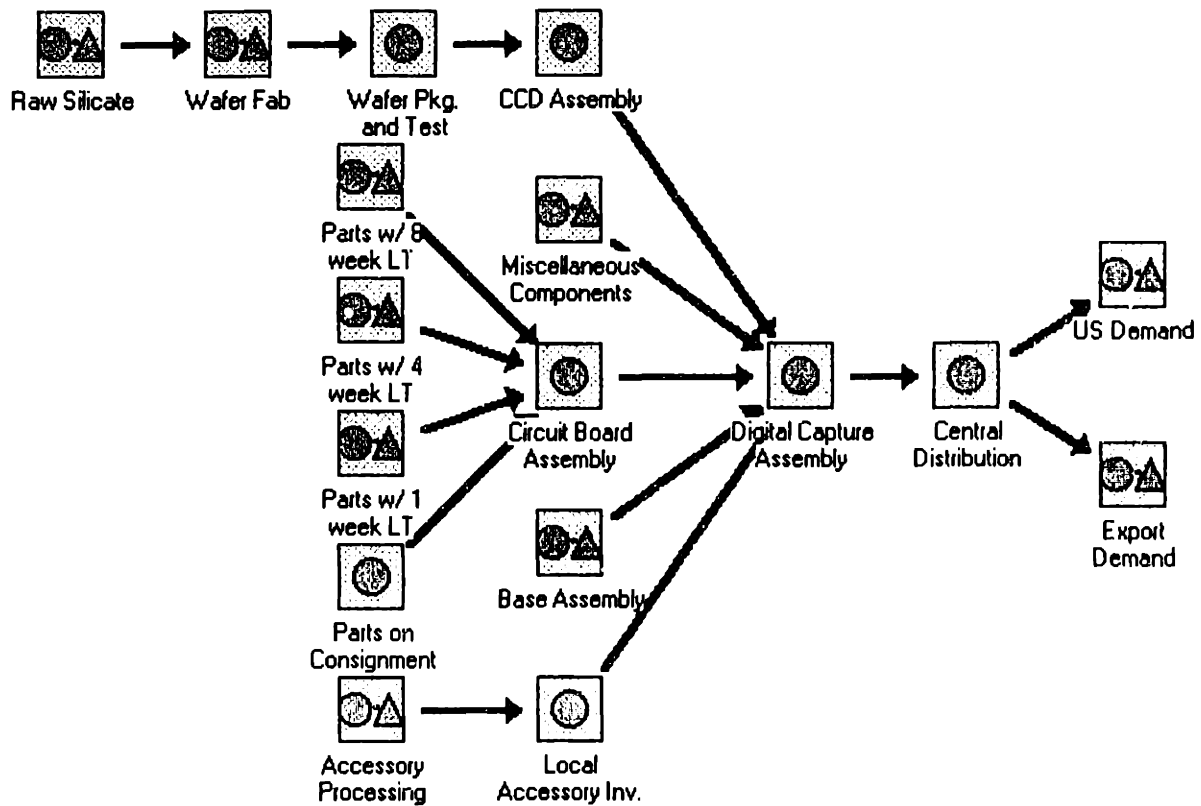 Raw Silicate
Wafer Fab
Wafer Pkg.
and Test
CCD Assembly
Parts w/ 8
week LT
Miscellaneous
Components
Parts w/ 4
week LT
US Demand
Circuit Board
Assembly
Digital Capture
Assembly
Central
Distribution
Parts w/ 1
week LT
Export
Demand
Base Assembly
Parts on
Consignment
Accessory
Processing
Local
Accessory Inv.